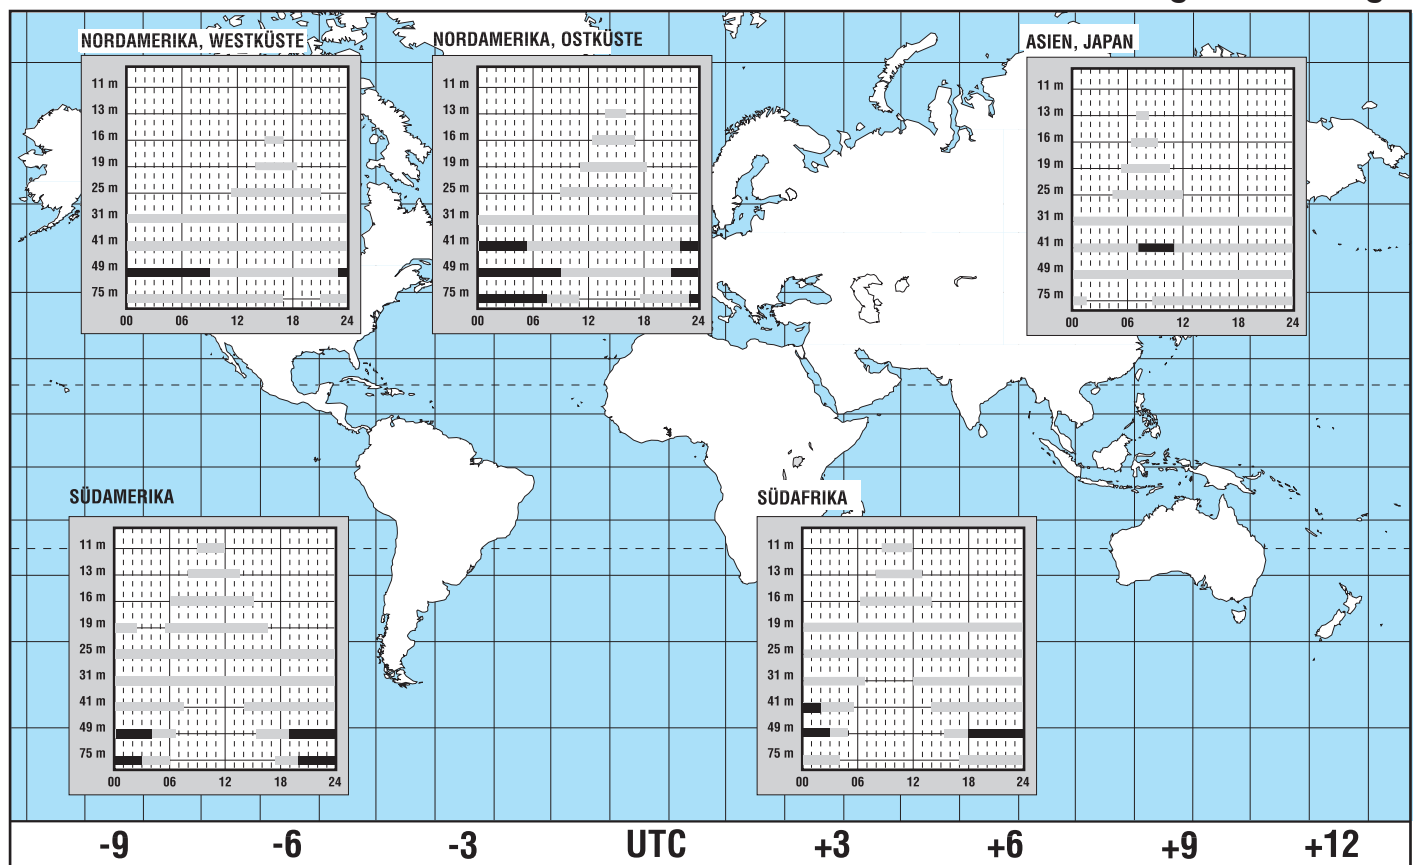 NORDAMERIKA, WESTKÜSTE
11 m
13 m
16 m
19 m
25 m
31 m
41 m
49 m
75 m
00 06 12 18 24
NORDAMERIKA, OSTKÜSTE
11 m
13 m
16 m
19 m
25 m
31 m
41 m
49 m
75 m
00 06 12 18 24
ASIEN, JAPAN
11 m
13 m
16 m
19 m
25 m
31 m
41 m
49 m
75 m
00 06 12 18 24
SÜDAMERIKA
11 m
13 m
16 m
19 m
25 m
31 m
41 m
49 m
75 m
00 06 12 18 24
SÜDAFRIKA
11 m
13 m
16 m
19 m
25 m
31 m
41 m
49 m
75 m
00 06 12 18 24
-9 -6 -3 UTC +3 +6 +9 +12